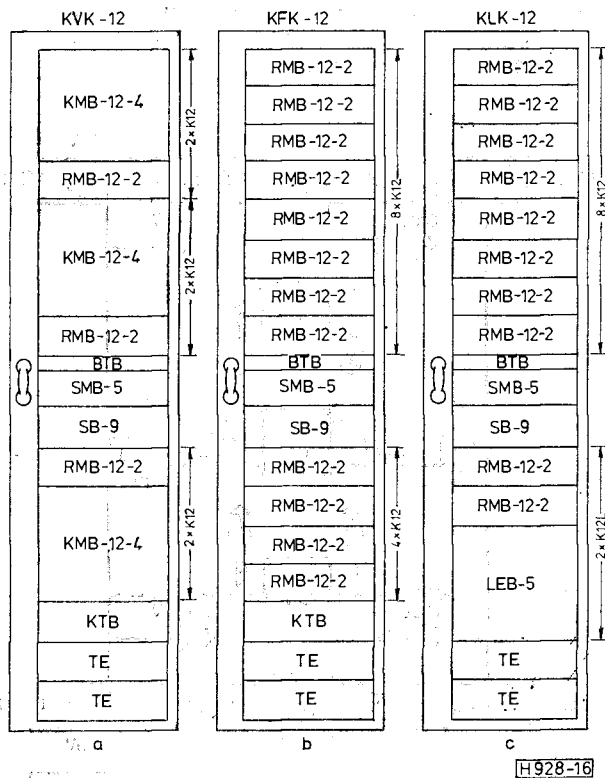 KVK-12
KMB-12-4
RMB-12-2
KMB-12-4
RMB-12-2
BTB
SMB-5
SB-9
RMB-12-2
KMB-12-4
KTB
TE
TE
2×K12
2×K12
2×K12
a
KFK-12
RMB-12-2
RMB-12-2
RMB-12-2
RMB-12-2
RMB-12-2
RMB-12-2
RMB-12-2
RMB-12-2
BTB
SMB-5
SB-9
RMB-12-2
RMB-12-2
RMB-12-2
RMB-12-2
KTB
TE
TE
8×K12
4×K12
b
KLK-12
RMB-12-2
RMB-12-2
RMB-12-2
RMB-12-2
RMB-12-2
RMB-12-2
RMB-12-2
RMB-12-2
BTB
SMB-5
SB-9
RMB-12-2
RMB-12-2
LEB-5
TE
TE
8×K12
2×K12L
c
H928-16